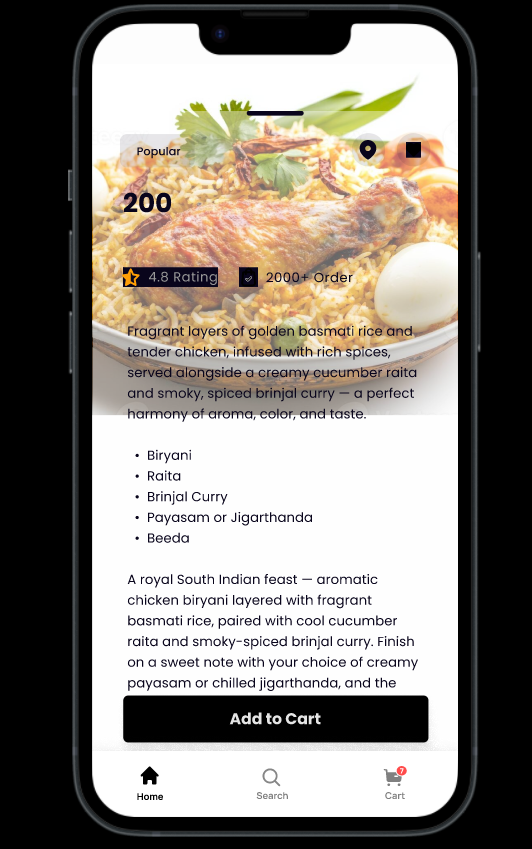 Popular
200
4.8 Rating
2000+ Order
Fragrant layers of golden basmati rice and
tender chicken, infused with rich spices,
served alongside a creamy cucumber raita
and smoky, spiced brinjal curry — a perfect
harmony of aroma, color, and taste.
• Biryani
• Raita
• Brinjal Curry
• Payasam or Jigarthanda
• Beeda
A royal South Indian feast — aromatic
chicken biryani layered with fragrant
basmati rice, paired with cool cucumber
raita and smoky-spiced brinjal curry. Finish
on a sweet note with your choice of creamy
payasam or chilled jigarthanda, and the
Add to Cart
7
Home
Search
Cart